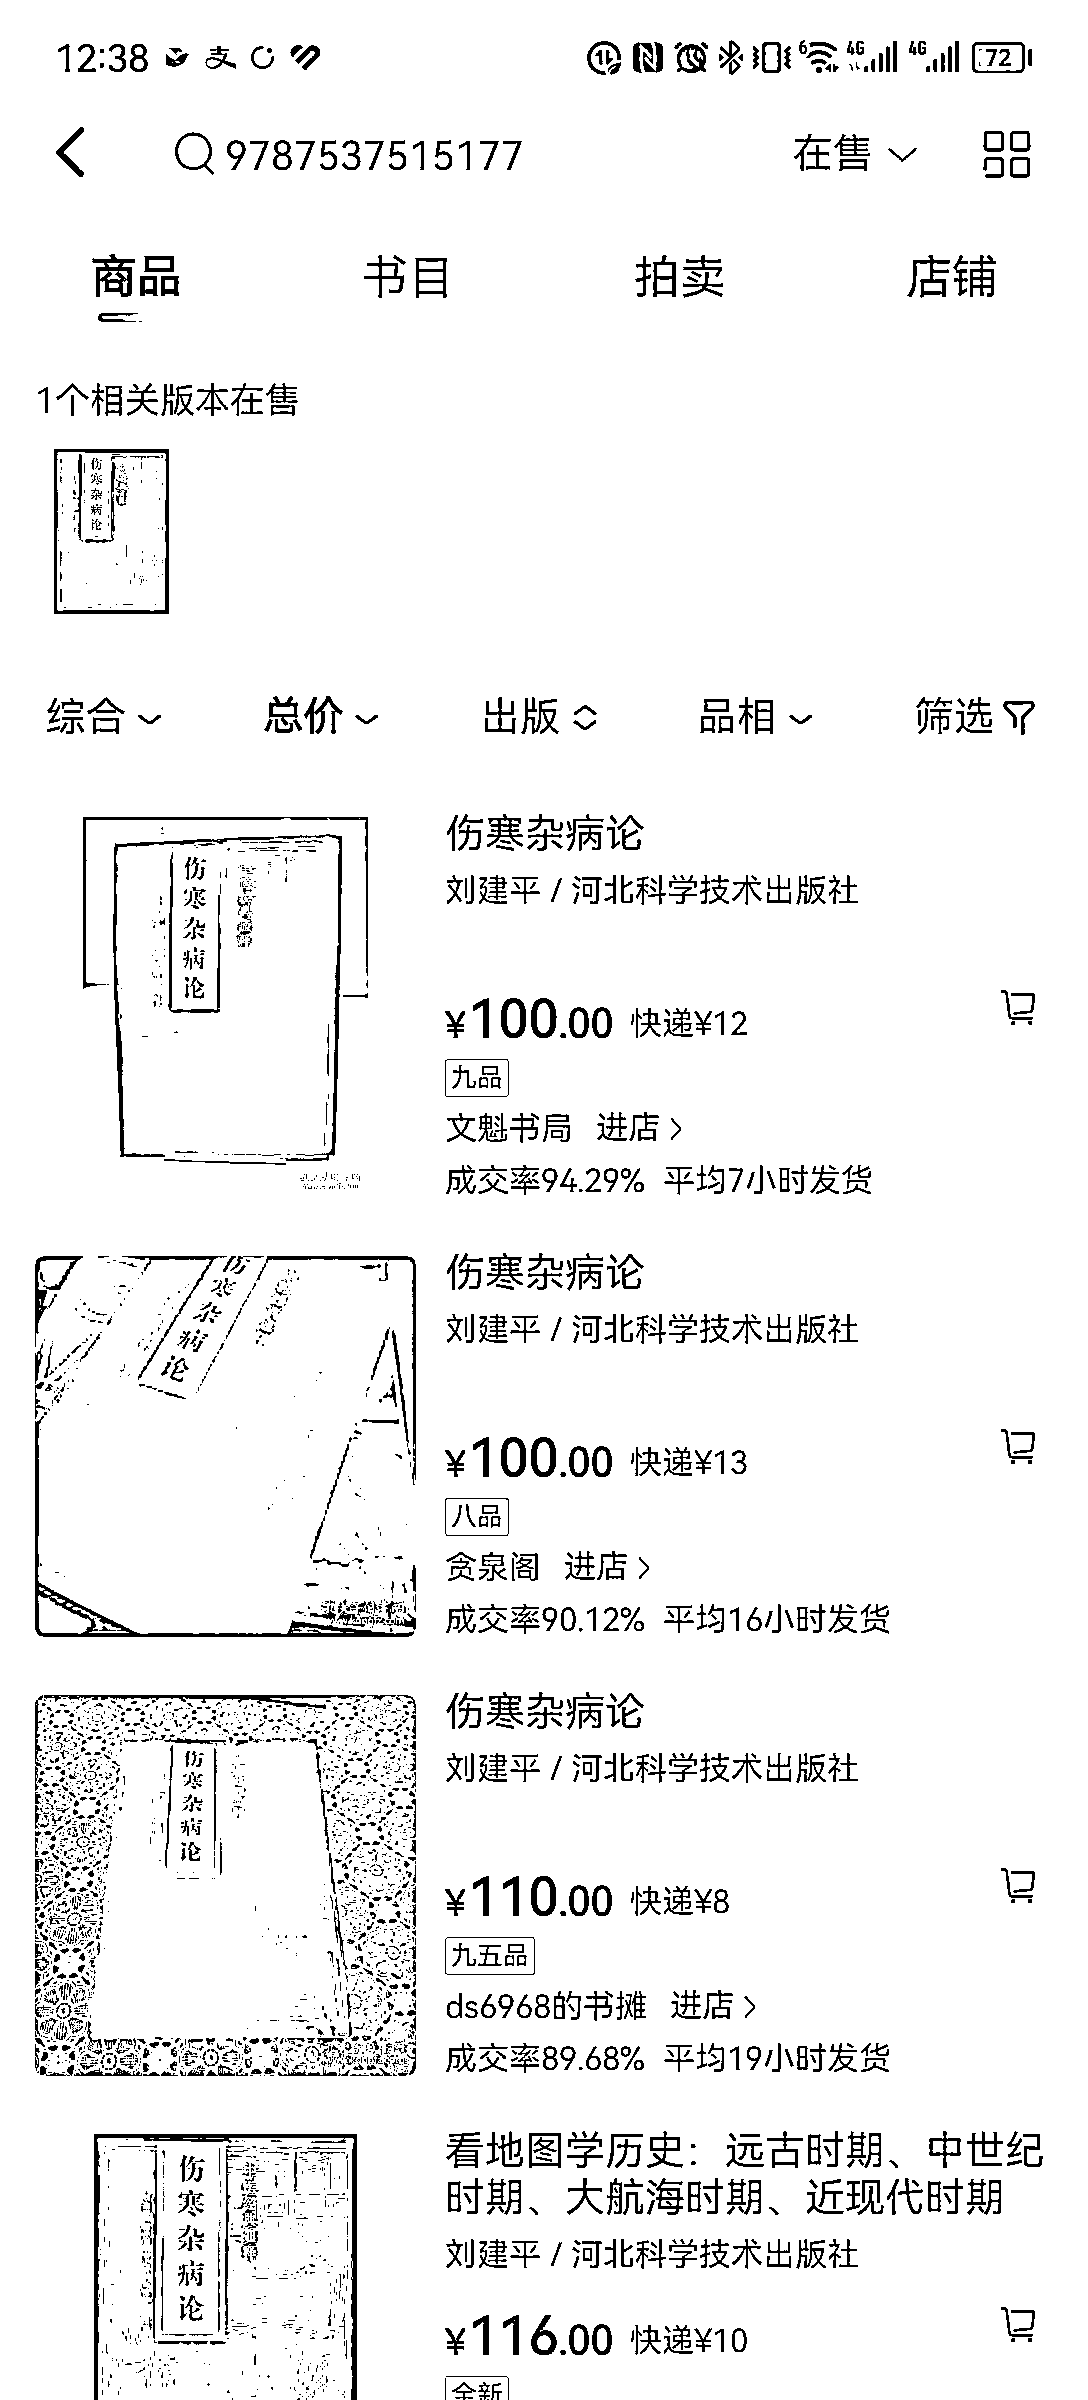 12:38
6 4G 4G 72
9787537515177
在售
商品 书目 拍卖 店铺
1个相关版本在售
伤寒杂病论
综合 总价 出版 品相 筛选
伤寒杂病论
伤寒杂病论
刘建平 / 河北科学技术出版社
¥100.00 快递¥12
九品
文魁书局 进店
成交率94.29% 平均7小时发货
伤寒杂病论
伤寒杂病论
刘建平 / 河北科学技术出版社
¥100.00 快递¥13
八品
贪泉阁 进店
成交率90.12% 平均16小时发货
伤寒杂病论
伤寒杂病论
刘建平 / 河北科学技术出版社
¥110.00 快递¥8
九五品
ds6968的书摊 进店
成交率89.68% 平均19小时发货
伤寒杂病论
看地图学历史：远古时期、中世纪
时期、大航海时期、近现代时期
刘建平 / 河北科学技术出版社
¥116.00 快递¥10
全新